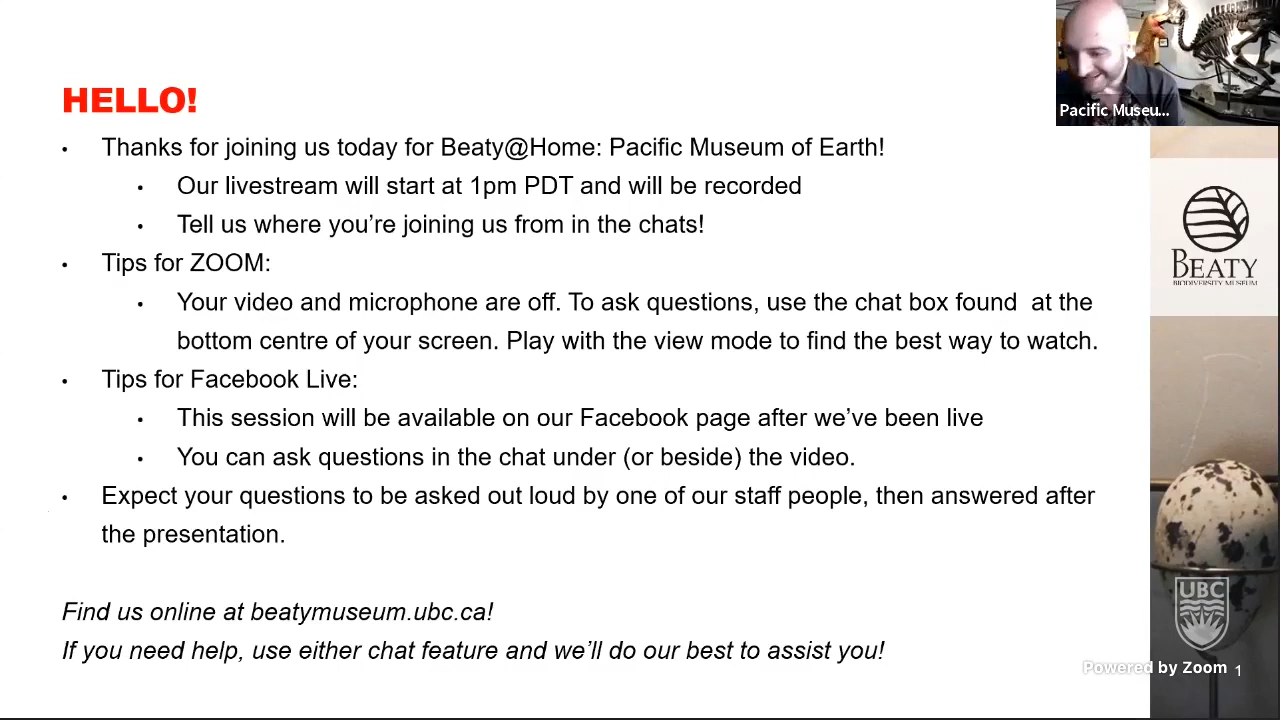 HELLO!
• Thanks for joining us today for Beaty@Home: Pacific Museum of Earth!
• Our livestream will start at 1pm PDT and will be recorded
• Tell us where you’re joining us from in the chats!
• Tips for ZOOM:
• Your video and microphone are off. To ask questions, use the chat box found at the
bottom centre of your screen. Play with the view mode to find the best way to watch.
• Tips for Facebook Live:
• This session will be available on our Facebook page after we’ve been live
• You can ask questions in the chat under (or beside) the video.
• Expect your questions to be asked out loud by one of our staff people, then answered after
the presentation.
Find us online at beatymuseum.ubc.ca!
If you need help, use either chat feature and we’ll do our best to assist you!
Pacific Museu...
BEATY
BIODIVERSITY MUSEUM
UBC
Powered by Zoom
1